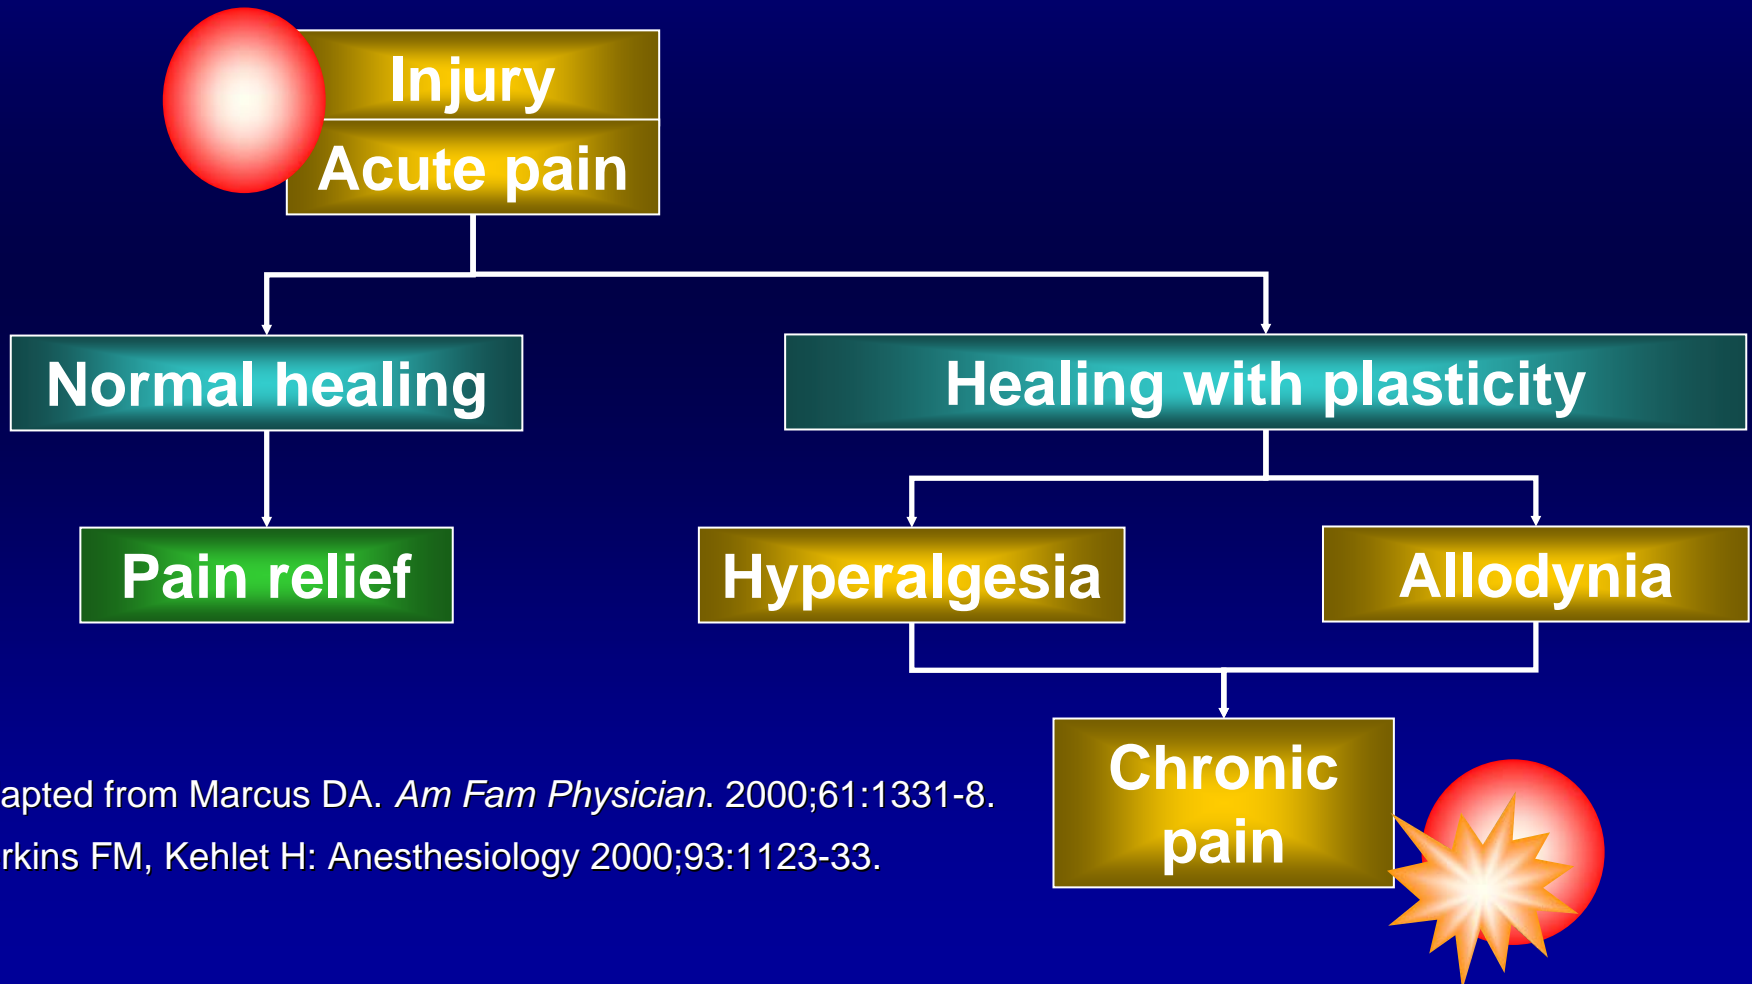 Injury
Acute pain
Normal healing
Healing with plasticity
Pain relief
Hyperalgesia
Allodynia
Chronic
pain
apted from Marcus DA. Am Fam Physician. 2000;61:1331-8.
rkins FM, Kehlet H: Anesthesiology 2000;93:1123-33.